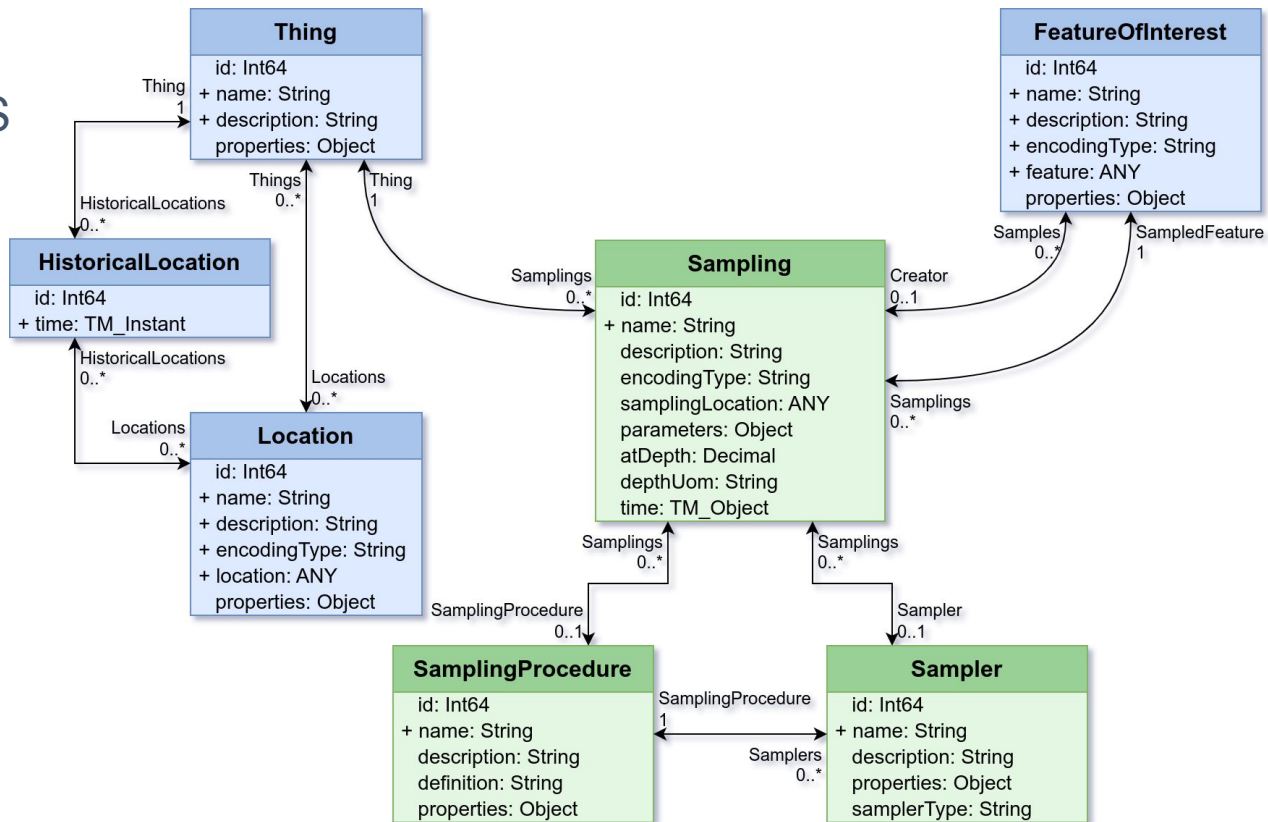 S
Thing
id: Int64
+ name: String
+ description: String
properties: Object
FeatureOfInterest
id: Int64
+ name: String
+ description: String
+ encodingType: String
+ feature: ANY
properties: Object
Thing
1
HistoricalLocations
0..*
Things
0..*
Thing
1
Samples
0..*
SampledFeature
1
HistoricalLocation
id: Int64
+ time: TM_Instant
Samplings
0..*
Sampling
id: Int64
+ name: String
description: String
encodingType: String
samplingLocation: ANY
parameters: Object
atDepth: Decimal
depthUom: String
time: TM_Object
Creator
0..1
Samplings
0..*
HistoricalLocations
0..*
Locations
0..*
Locations
0..*
Location
id: Int64
+ name: String
+ description: String
+ encodingType: String
+ location: ANY
properties: Object
Samplings
0..*
Samplings
0..*
SamplingProcedure
0..1
Sampler
0..1
SamplingProcedure
id: Int64
+ name: String
description: String
definition: String
properties: Object
SamplingProcedure
1
Samplers
0..*
Sampler
id: Int64
+ name: String
description: String
properties: Object
samplerType: String